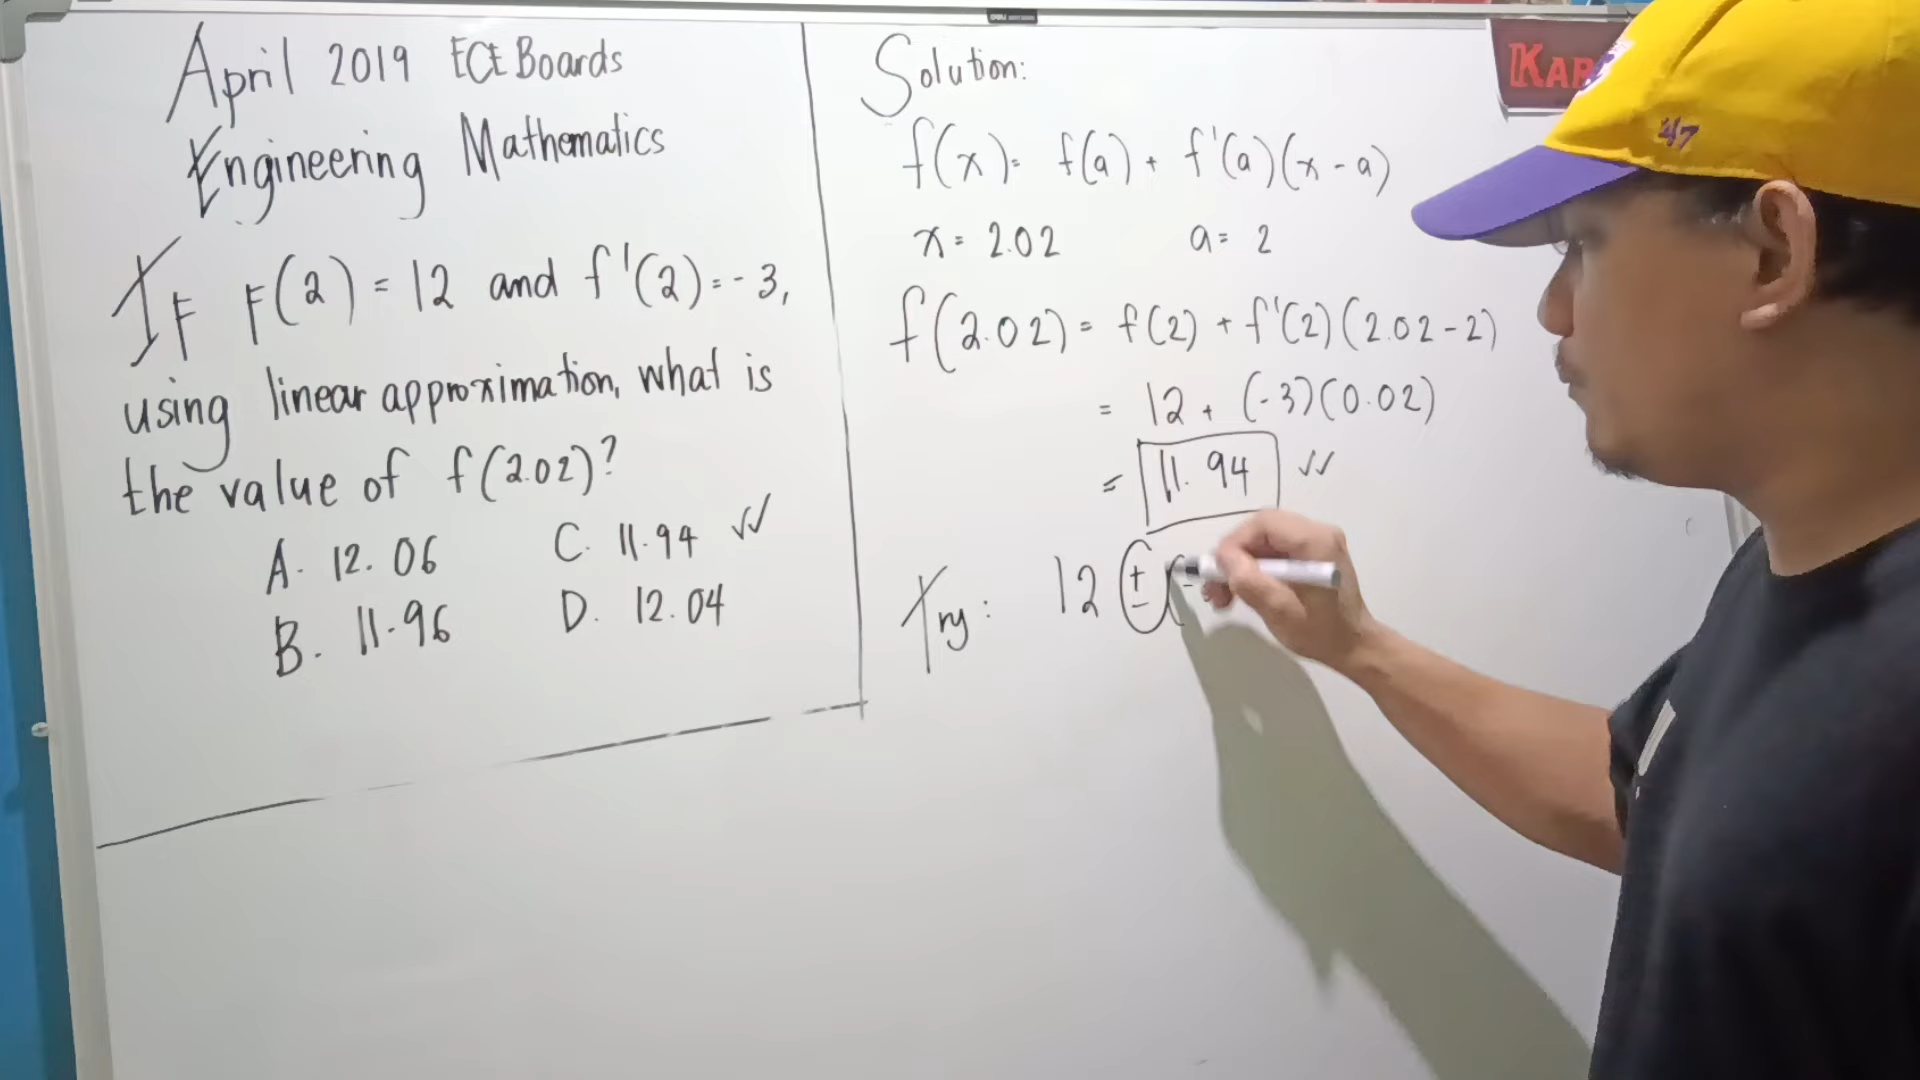 April 2019 ECE Boards
Engineering Mathematics
If F(2) = 12 and f'(2) = -3,
using linear approximation, what is
the value of f(2.02)?
A. 12.06
C. 11.94 ✓✓
B. 11.96
D. 12.04
Solution:
f(x) = f(a) + f'(a)(x - a)
x = 2.02 a = 2
f(2.02) = f(2) + f'(2)(2.02 - 2)
= 12 + (-3)(0.02)
= 11.94 ✓✓
Try: 12 ± (-
47